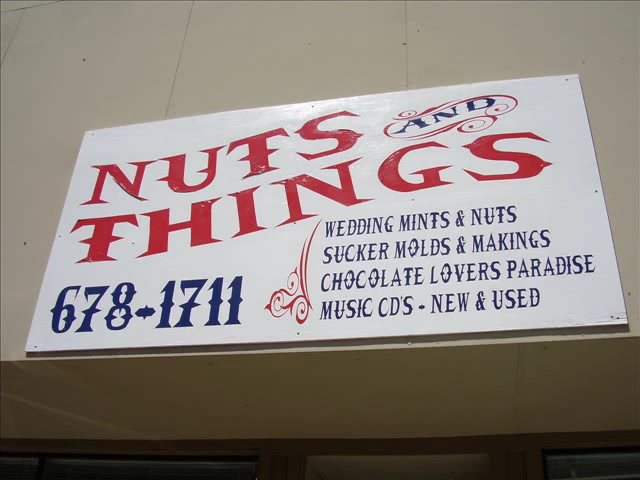 NUTS AND
THINGS
WEDDING MINTS & NUTS
SUCKER MOLDS & MAKINGS
CHOCOLATE LOVERS PARADISE
MUSIC CD'S - NEW & USED
678-1711